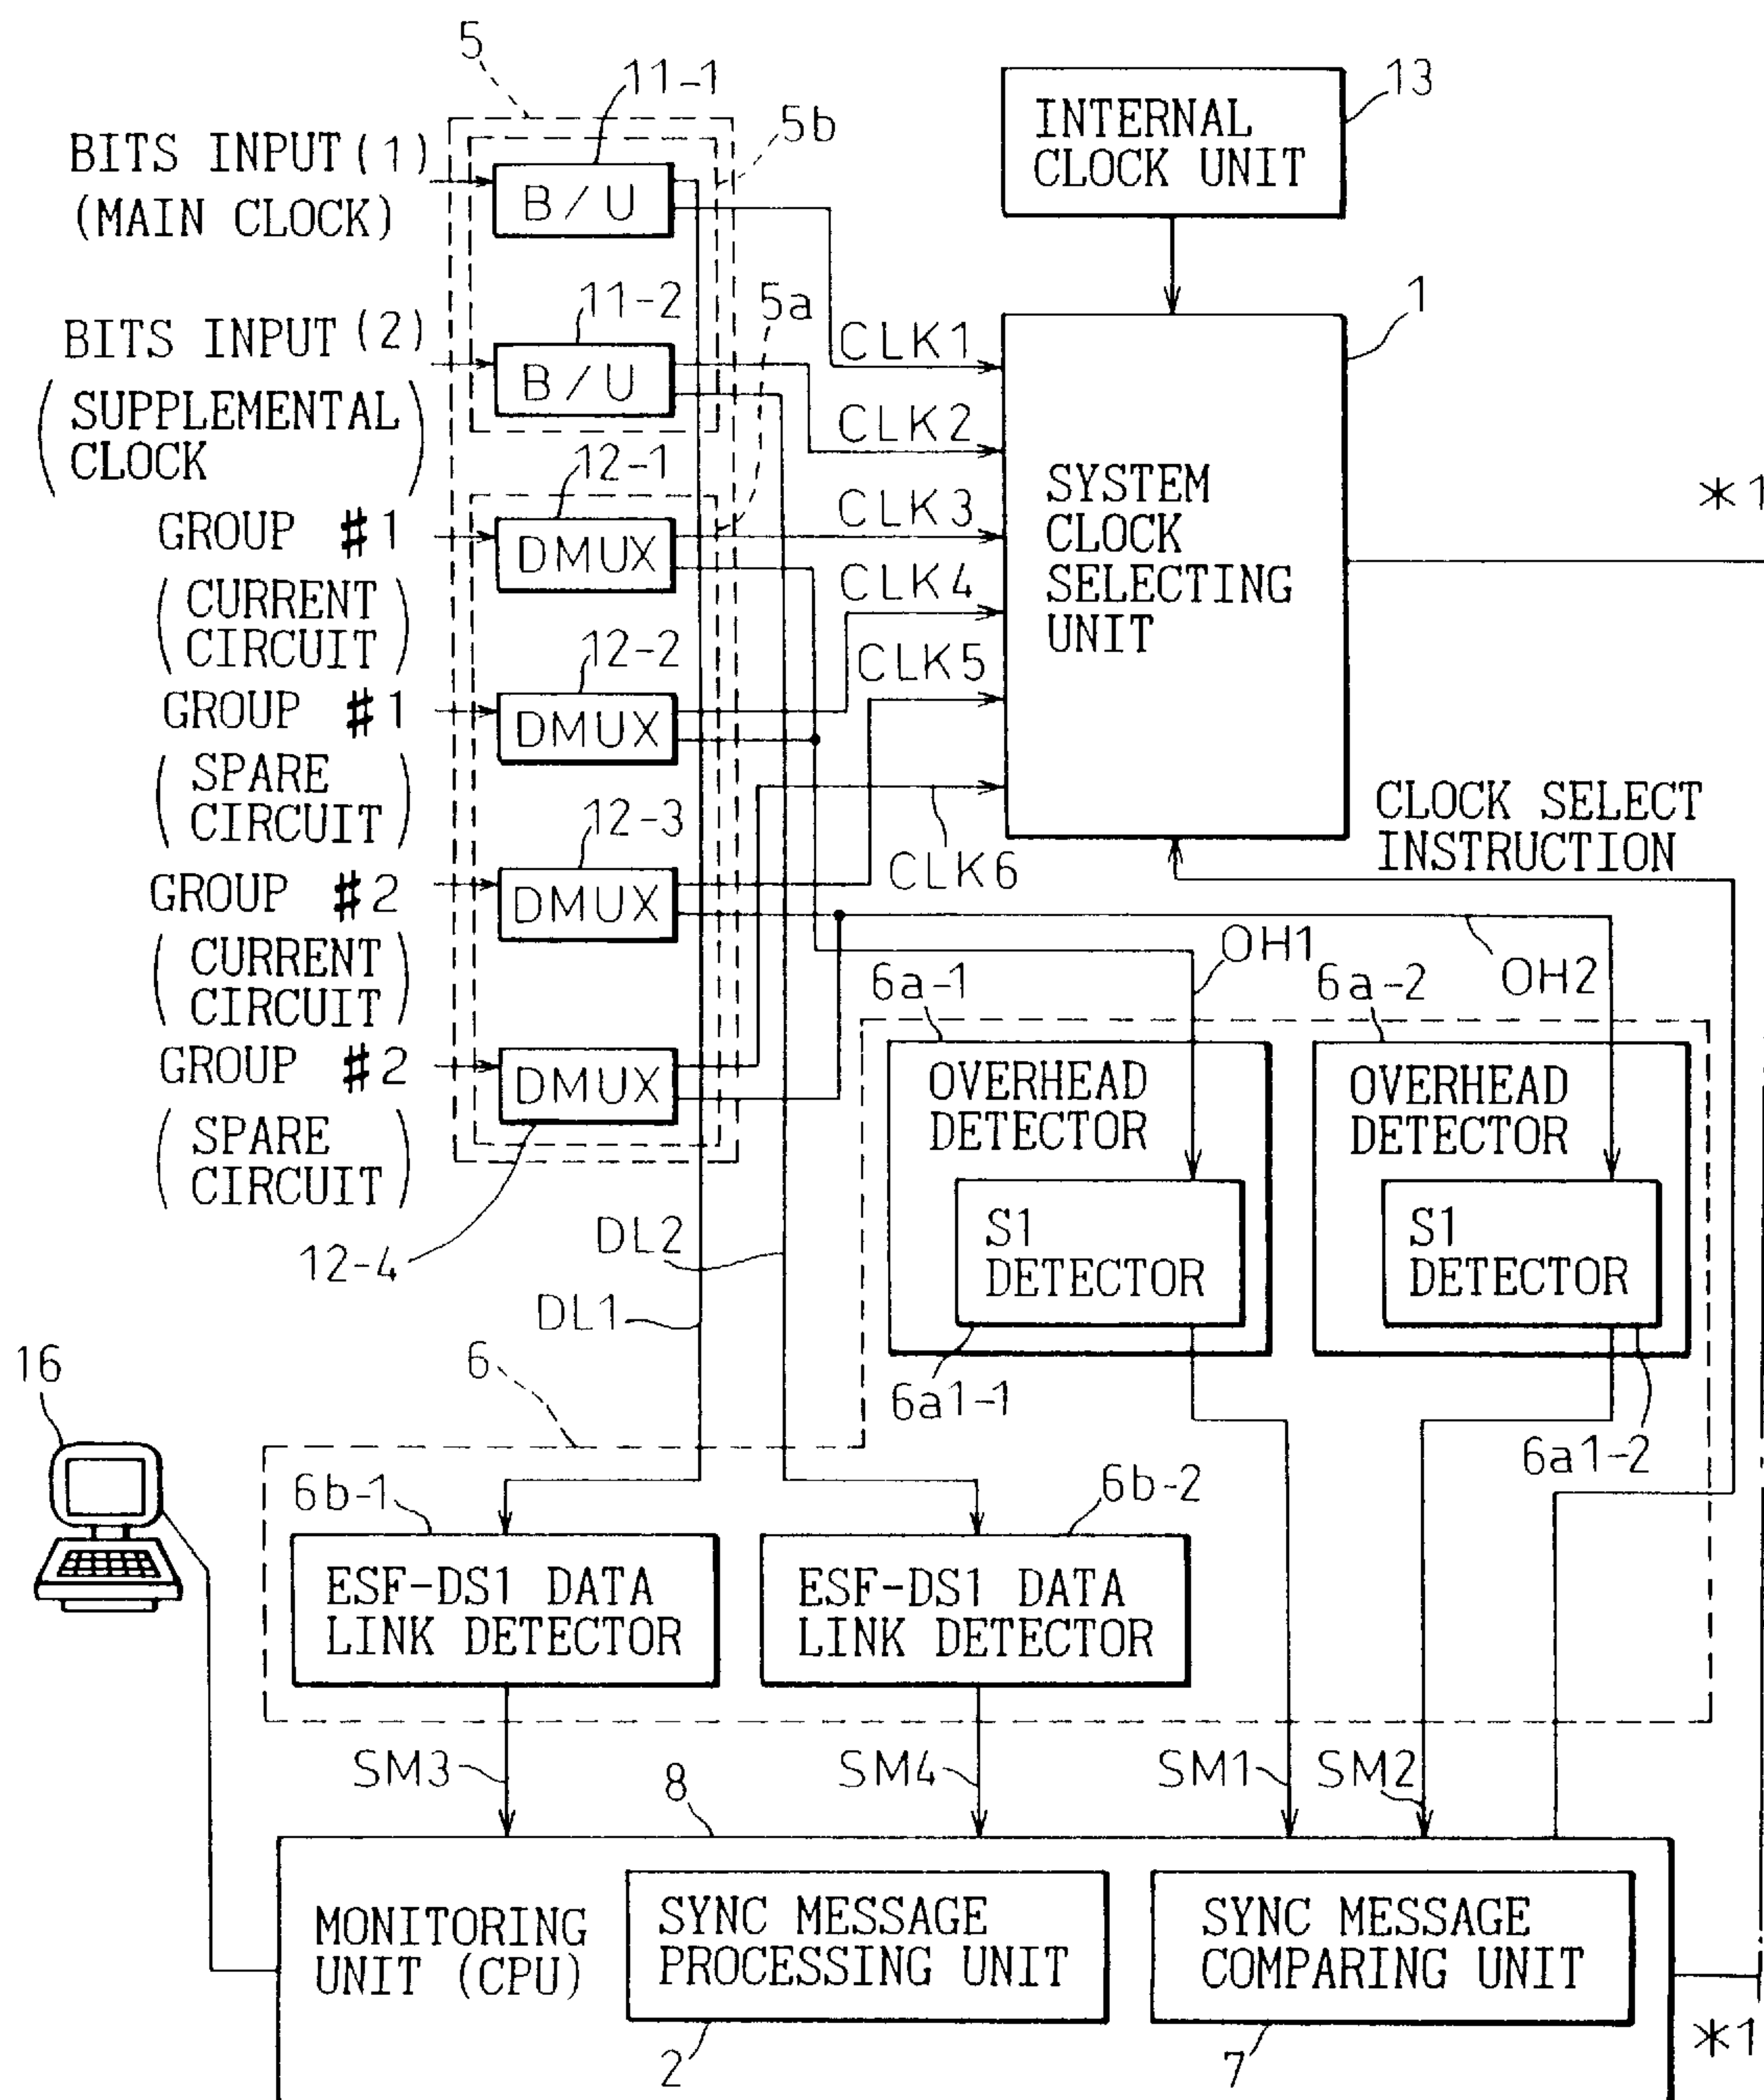 5
11-1
5b
13
INTERNAL
CLOCK UNIT
BITS INPUT (1)
(MAIN CLOCK)
B/U
11-2
5a
1
BITS INPUT (2)
(SUPPLEMENTAL
CLOCK)
B/U
CLK1
CLK2
12-1
CLK3
SYSTEM
CLOCK
SELECTING
UNIT
*1
GROUP #1
(CURRENT
CIRCUIT)
DMUX
CLK4
12-2
CLK5
GROUP #1
(SPARE
CIRCUIT)
DMUX
12-3
CLK6
CLOCK SELECT
INSTRUCTION
GROUP #2
(CURRENT
CIRCUIT)
DMUX
OH1
OH2
6a-1
6a-2
GROUP #2
(SPARE
CIRCUIT)
DMUX
12-4
OVERHEAD
DETECTOR
OVERHEAD
DETECTOR
S1
DETECTOR
S1
DETECTOR
DL2
DL1
6a1-1
6a1-2
16
6
6b-1
6b-2
ESF-DS1 DATA
LINK DETECTOR
ESF-DS1 DATA
LINK DETECTOR
SM3
8
SM4
SM1
SM2
MONITORING
UNIT (CPU)
SYNC MESSAGE
PROCESSING UNIT
SYNC MESSAGE
COMPARING UNIT
2
7
*1